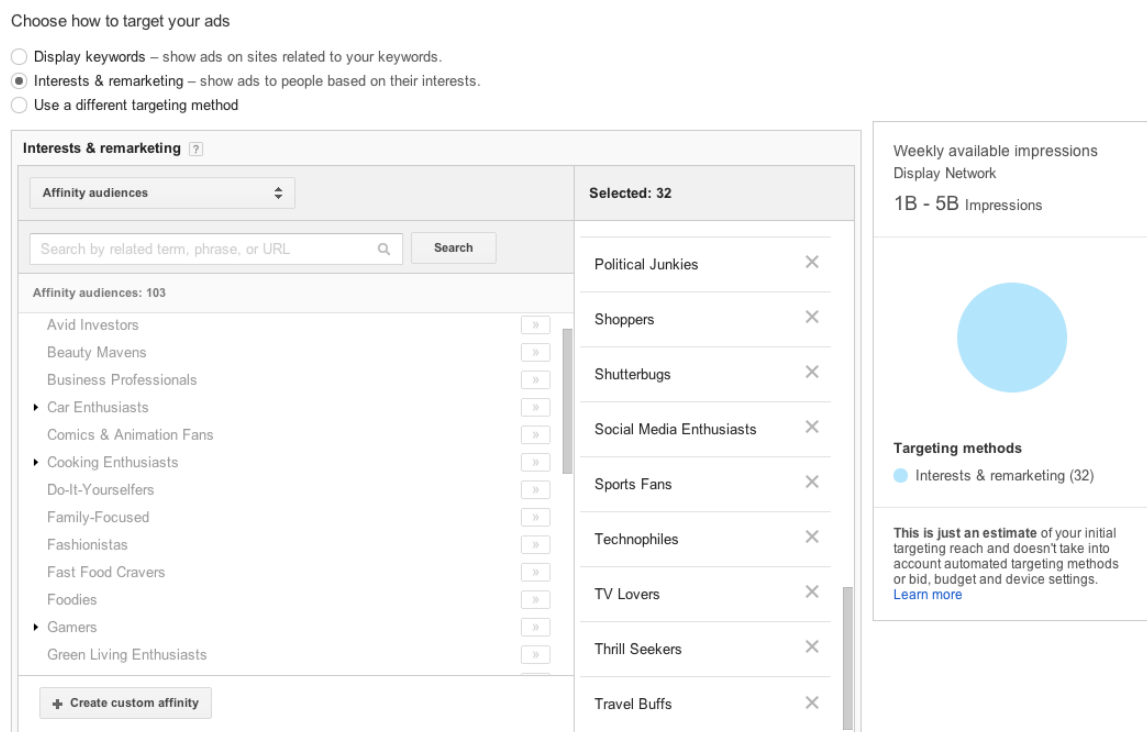 Choose how to target your ads
Display keywords – show ads on sites related to your keywords.
Interests & remarketing – show ads to people based on their interests.
Use a different targeting method
Interests & remarketing ?
Affinity audiences
Search by related term, phrase, or URL
Search
Affinity audiences: 103
Avid Investors »
Beauty Mavens »
Business Professionals »
Car Enthusiasts »
Comics & Animation Fans »
Cooking Enthusiasts »
Do-It-Yourselfers »
Family-Focused »
Fashionistas »
Fast Food Cravers »
Foodies »
Gamers »
Green Living Enthusiasts »
+ Create custom affinity
Selected: 32
Political Junkies
Shoppers
Shutterbugs
Social Media Enthusiasts
Sports Fans
Technophiles
TV Lovers
Thrill Seekers
Travel Buffs
Weekly available impressions
Display Network
1B - 5B Impressions
Targeting methods
Interests & remarketing (32)
This is just an estimate of your initial
targeting reach and doesn't take into
account automated targeting methods
or bid, budget and device settings.
Learn more